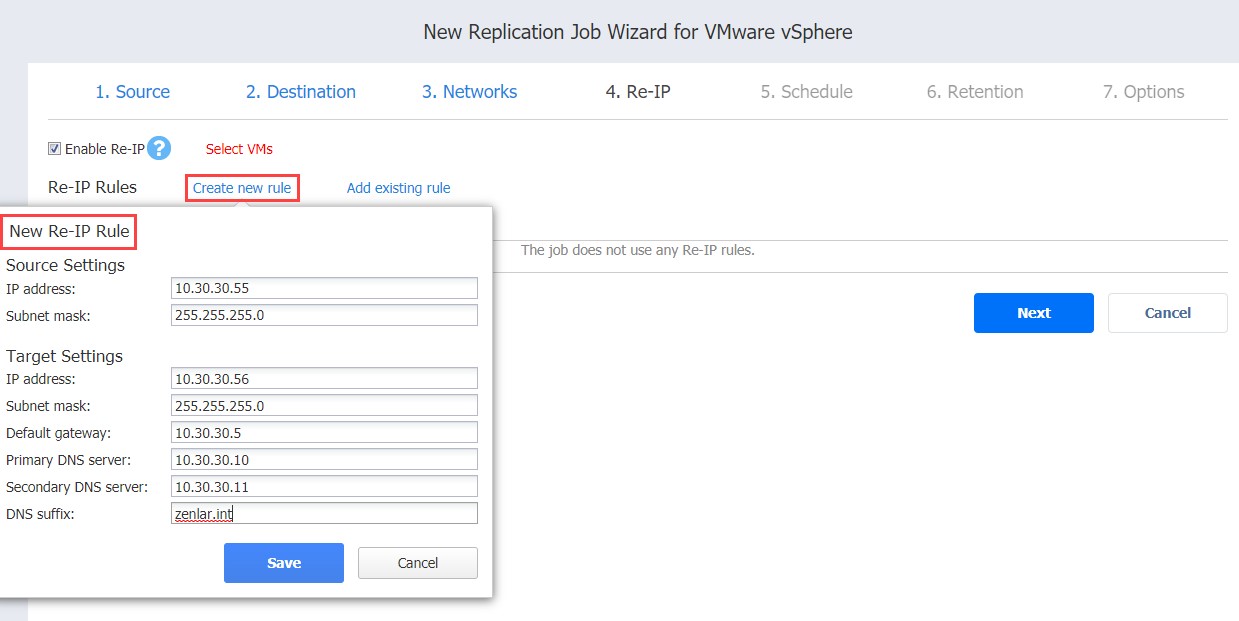 New Replication Job Wizard for VMware vSphere
1. Source 2. Destination 3. Networks 4. Re-IP 5. Schedule 6. Retention 7. Options
Enable Re-IP ? Select VMs
Re-IP Rules Create new rule Add existing rule
The job does not use any Re-IP rules.
Next Cancel
New Re-IP Rule
Source Settings
IP address: 10.30.30.55
Subnet mask: 255.255.255.0
Target Settings
IP address: 10.30.30.56
Subnet mask: 255.255.255.0
Default gateway: 10.30.30.5
Primary DNS server: 10.30.30.10
Secondary DNS server: 10.30.30.11
DNS suffix: zenlar.int
Save Cancel